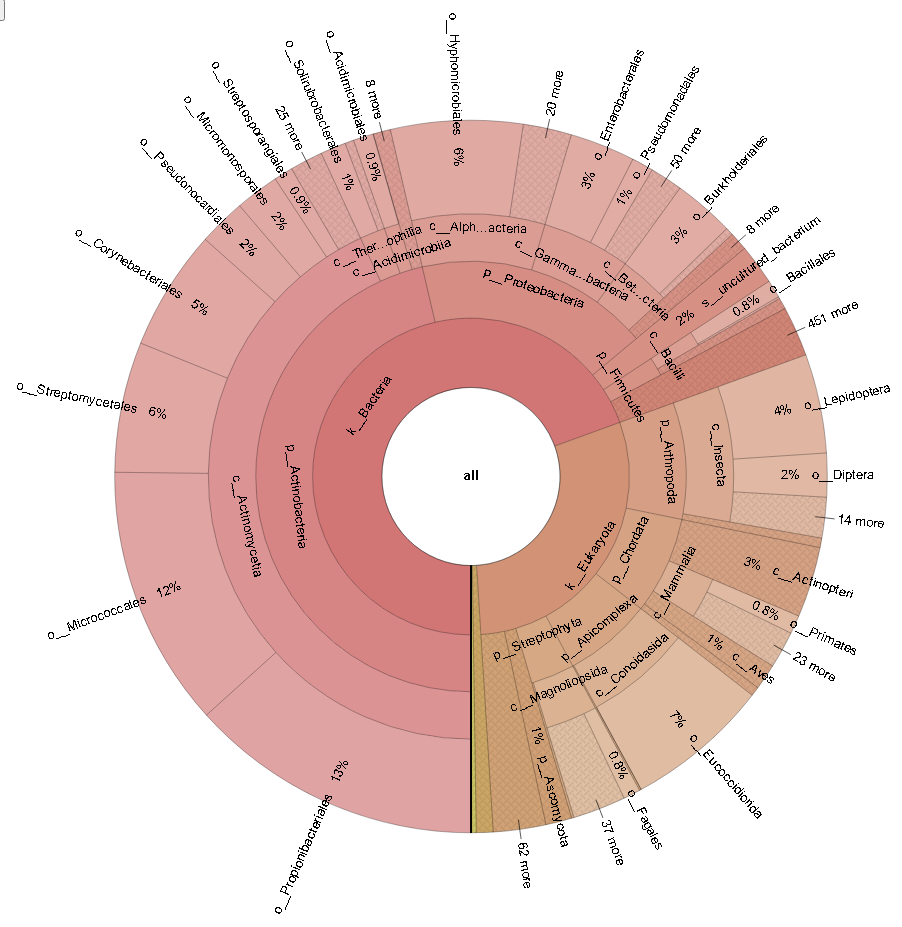 all
k__Bacteria
p__Actinobacteria
c__Actinomycetia
13% o__Propionibacteriales
o__Micrococcales 12%
o__Streptomycetales 6%
o__Corynebacteriales 5%
o__Pseudonocardiales 2%
o__Micromonosporales 2%
o__Streptosporangiales 0.9%
25 more
c__Ther...ophilia
o__Solirubrobacterales 1%
c__Acidimicrobiia
o__Acidimicrobiales 0.9%
8 more
p__Proteobacteria
c__Alph...acteria
o__Hyphomicrobiales 6%
20 more
c__Gamma...bacteria
3% o__Enterobacterales
1% o__Pseudomonadales
50 more
c__Bet...cteria
3% o__Burkholderiales
8 more
2% s__uncultured_bacterium
p__Firmicutes
c__Bacilli
0.8% o__Bacillales
451 more
k__Eukaryota
p__Arthropoda
c__Insecta
4% o__Lepidoptera
2% o__Diptera
14 more
p__Chordata
3% c__Actinopteri
c__Mammalia
0.8% o__Primates
23 more
1% c__Aves
p__Apicomplexa
c__Conoidasida
7% o__Eucoccidiorida
p__Streptophyta
c__Magnoliopsida
0.8% o__Fagales
37 more
1% p__Ascomycota
62 more